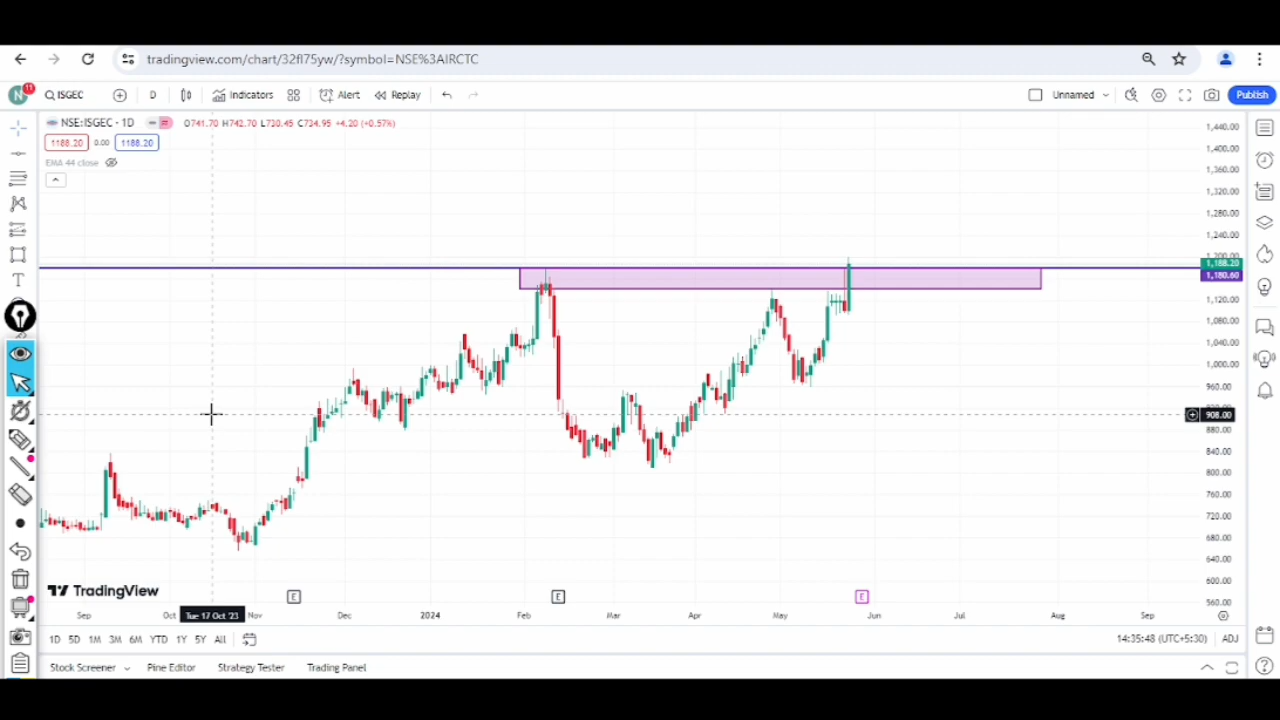 tradingview.com/chart/32fl75yw/?symbol=NSE%3AIRCTC
N 11 ISGEC D Indicators Alert Replay Unnamed Publish
NSE:ISGEC · 1D O741.70 H742.70 L730.45 C734.95 +4.20 (+0.57%)
1188.20 0.00 1188.20
EMA 44 close
1,440.00
1,400.00
1,360.00
1,320.00
1,280.00
1,240.00
1,200.00
1,188.20
1,180.60
1,120.00
1,080.00
1,040.00
1,000.00
960.00
908.00
880.00
840.00
800.00
760.00
720.00
680.00
640.00
600.00
560.00
T
TradingView
E E E
Sep Oct Tue 17 Oct '23 Nov Dec 2024 Feb Mar Apr May Jun Jul Aug Sep
1D 5D 1M 3M 6M YTD 1Y 5Y All 14:35:48 (UTC+5:30) ADJ
Stock Screener Pine Editor Strategy Tester Trading Panel